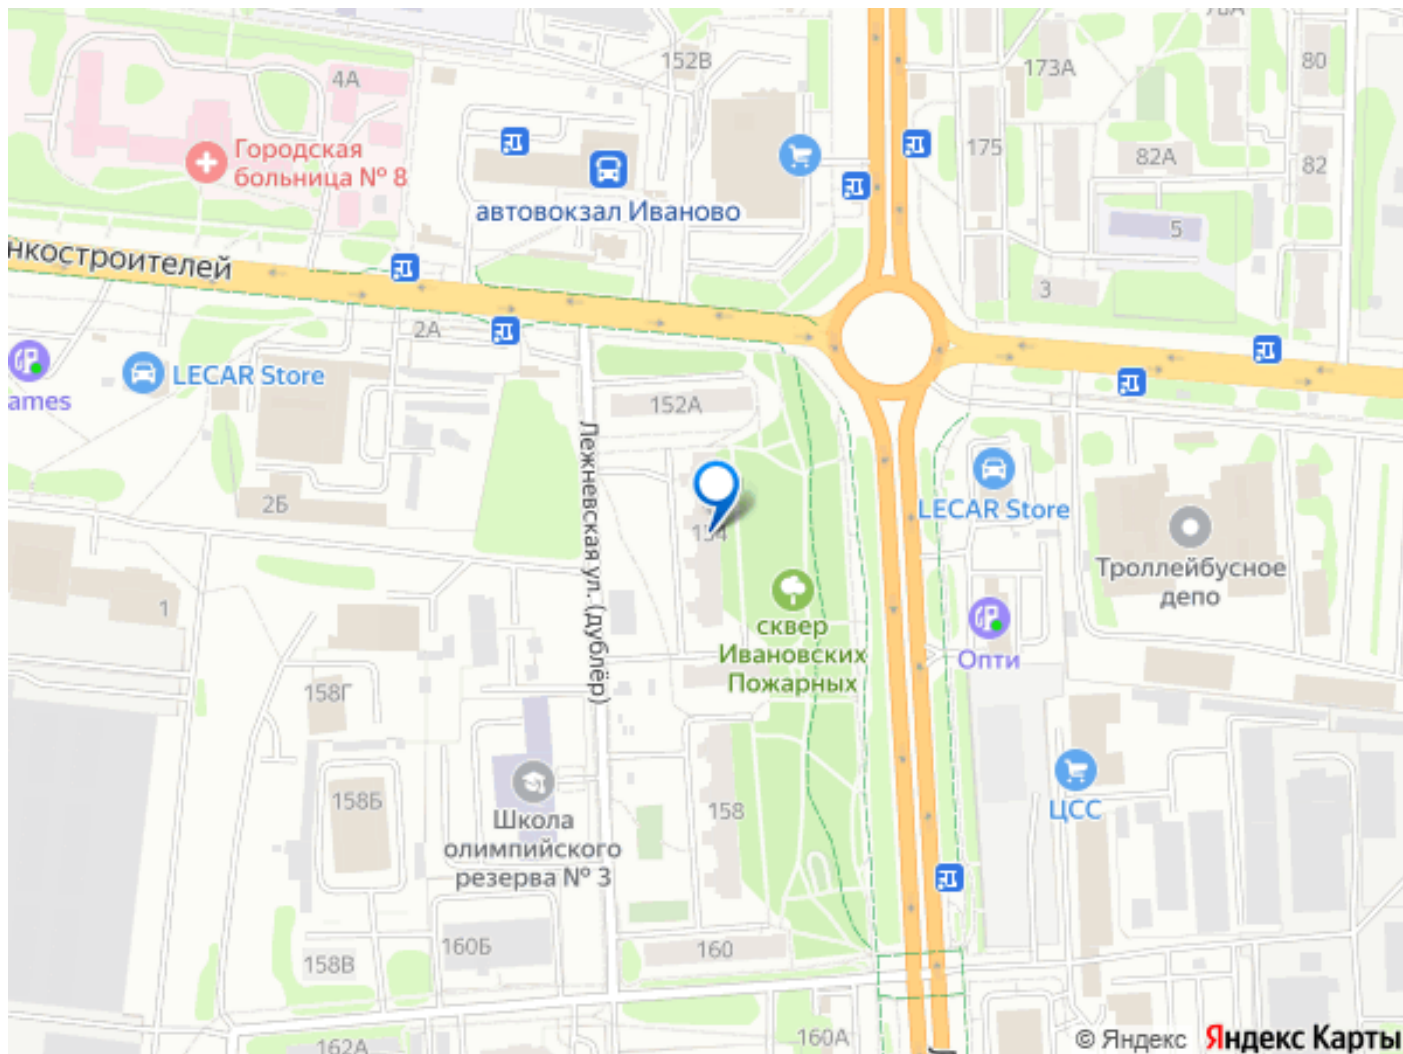 152В
4А
173А
80
Городская
больница № 8
175
82А
82
автовокзал Иваново
5
нкостроителей
3
2А
LECAR Store
ames
152А
Лежневская ул. (дублёр)
2Б
154
LECAR Store
Троллейбусное
депо
1
сквер
Ивановских
Пожарных
Опти
158Г
158Б
158
ЦСС
Школа
олимпийского
резерва № 3
160Б
160
158В
160А
162А
© Яндекс Яндекс Карты